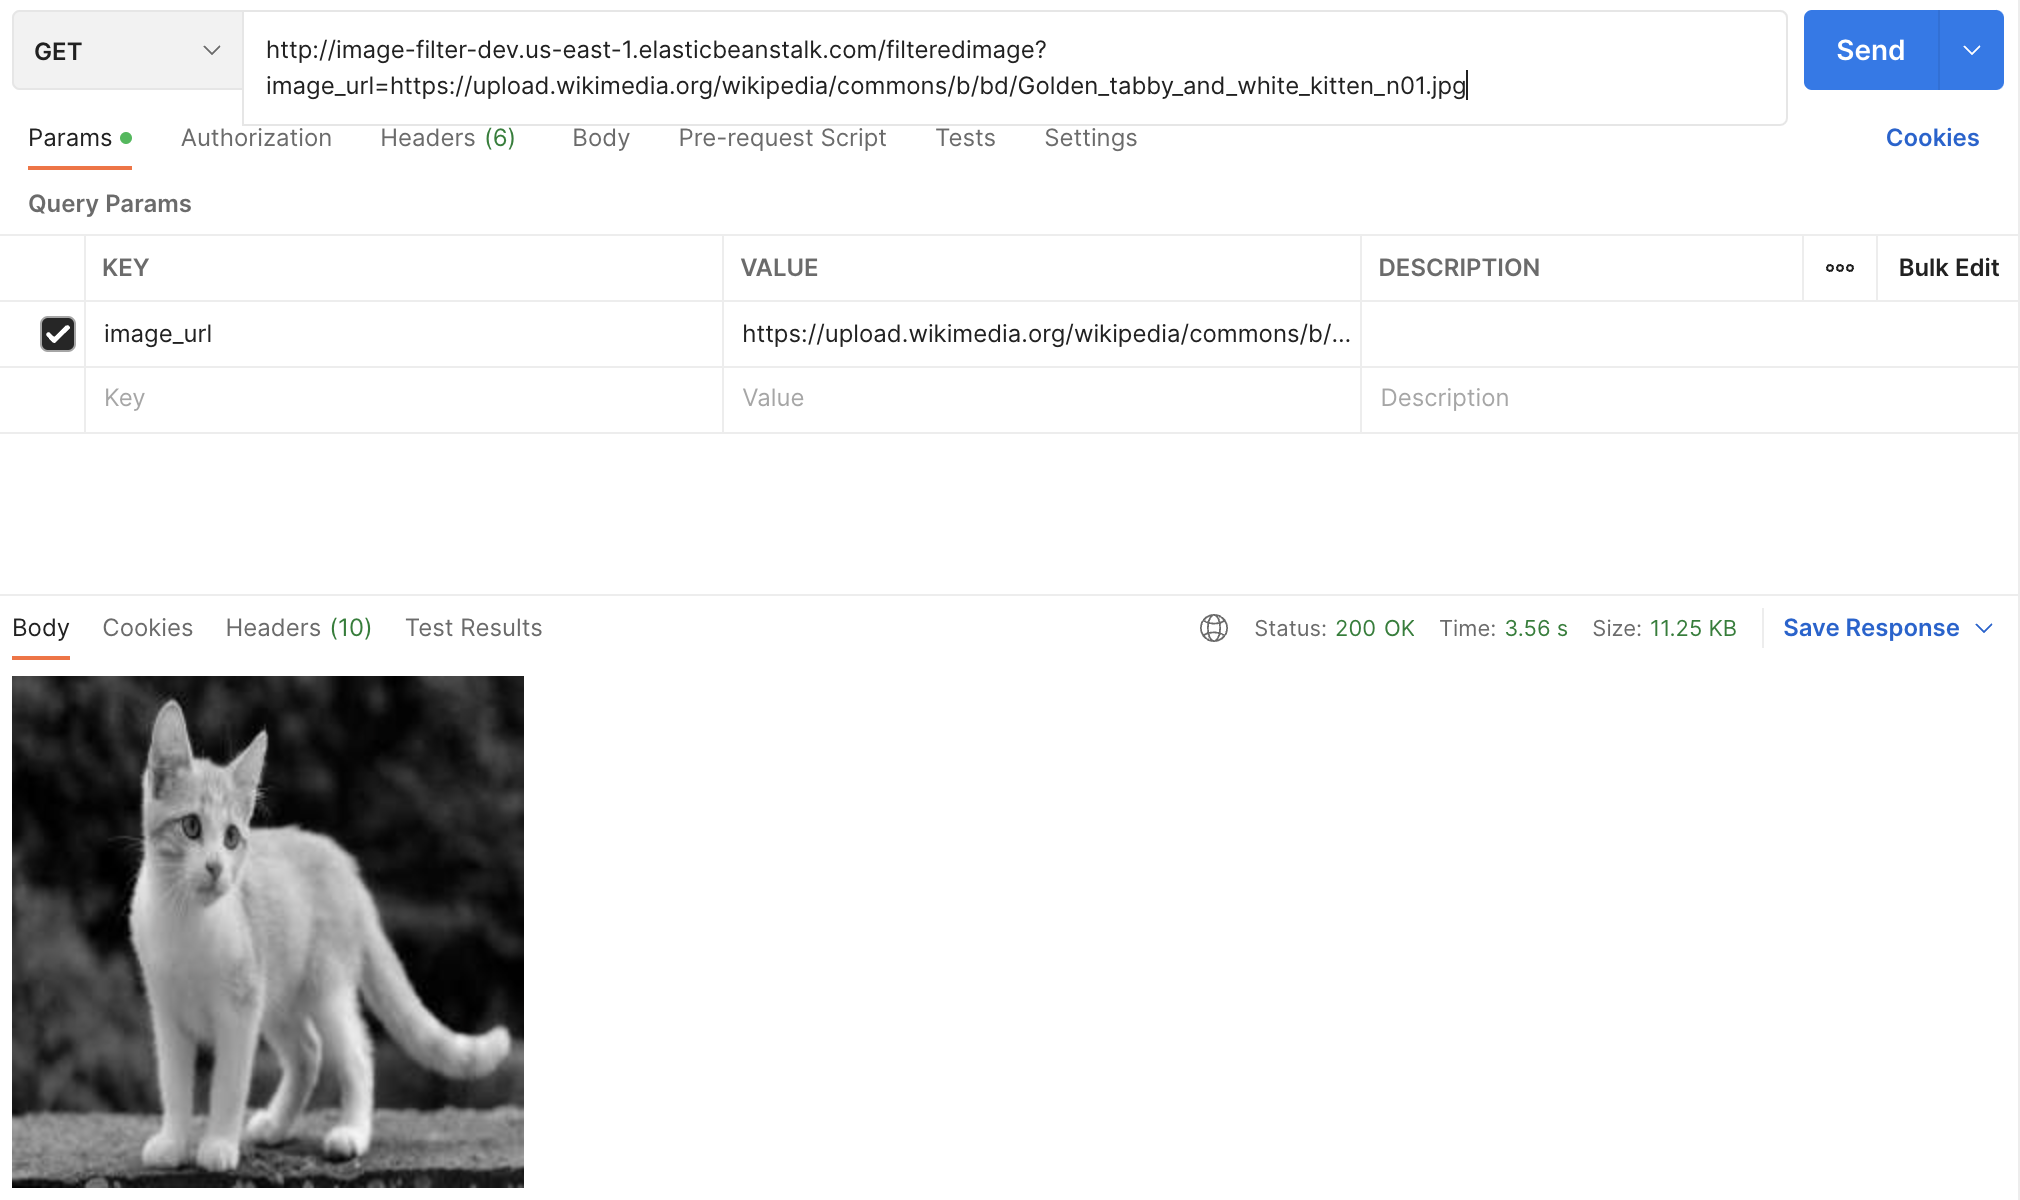 GET
http://image-filter-dev.us-east-1.elasticbeanstalk.com/filteredimage?
image_url=https://upload.wikimedia.org/wikipedia/commons/b/bd/Golden_tabby_and_white_kitten_n01.jpg
Send
Params Authorization Headers (6) Body Pre-request Script Tests Settings Cookies
Query Params
KEY VALUE DESCRIPTION ooo Bulk Edit
image_url https://upload.wikimedia.org/wikipedia/commons/b/...
Key Value Description
Body Cookies Headers (10) Test Results Status: 200 OK Time: 3.56 s Size: 11.25 KB Save Response